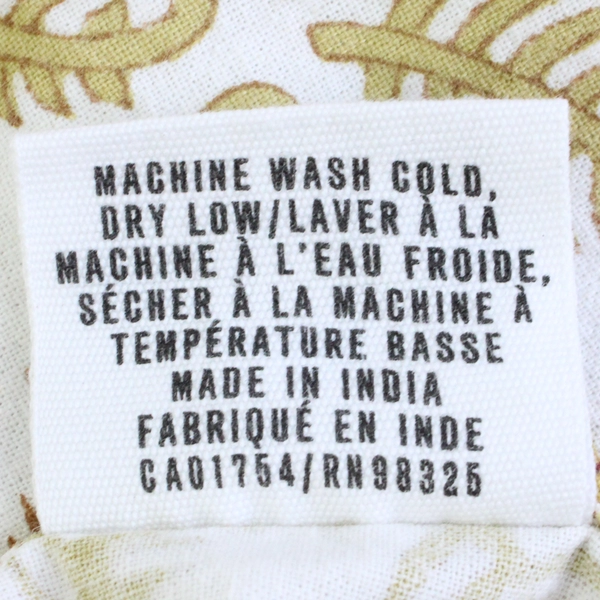 MACHINE WASH COLD,
DRY LOW/LAVER À LA
MACHINE À L'EAU FROIDE,
SÉCHER À LA MACHINE À
TEMPÉRATURE BASSE
MADE IN INDIA
FABRIQUÉ EN INDE
CA01754/RN98325